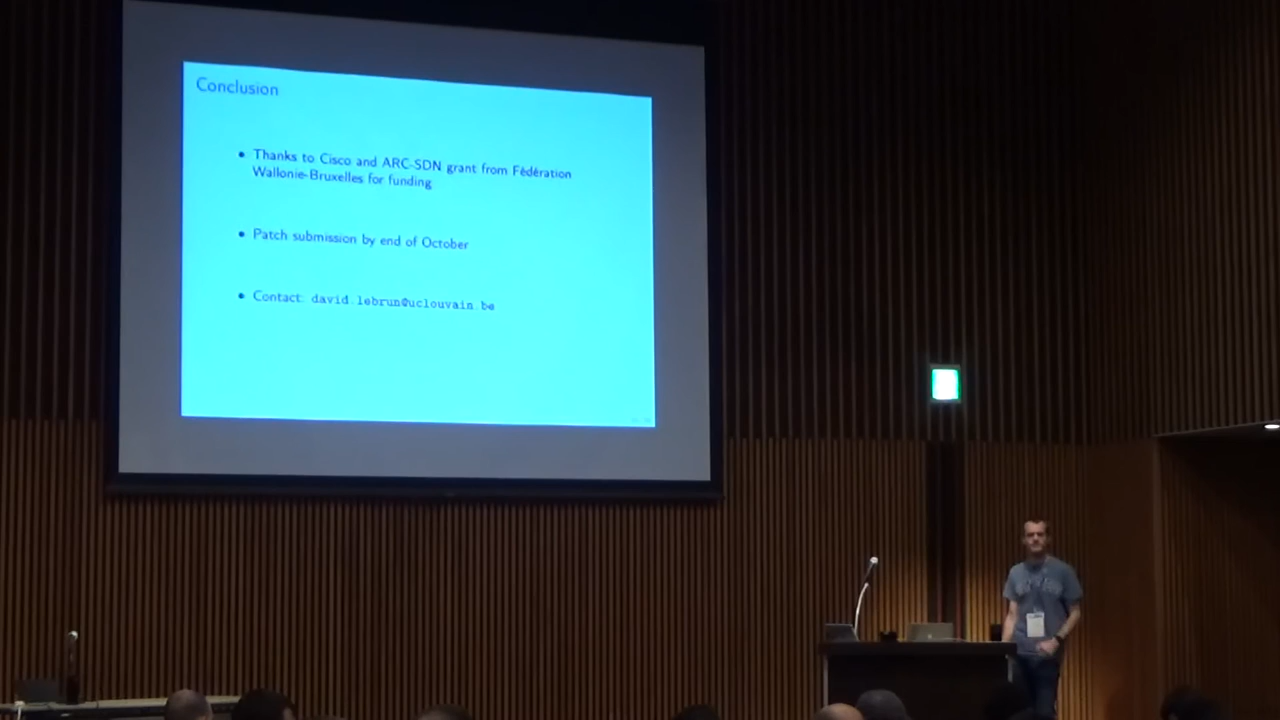 Conclusion
Thanks to Cisco and ARC-SDN grant from Fédération
Wallonie-Bruxelles for funding
Patch submission by end of October
Contact: david.lebrun@uclouvain.be